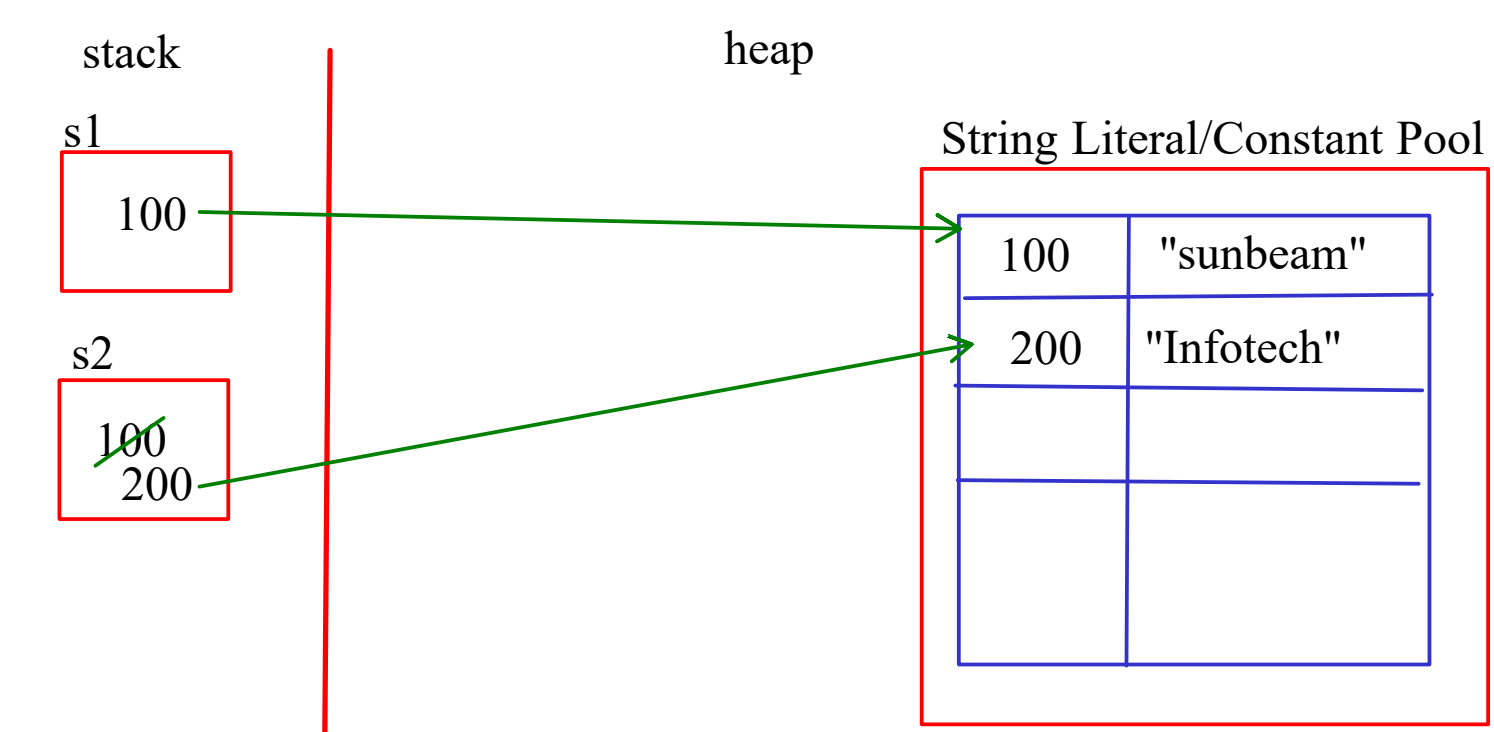 stack
heap
s1
100
String Literal/Constant Pool
100 "sunbeam"
200 "Infotech"
s2
100
200